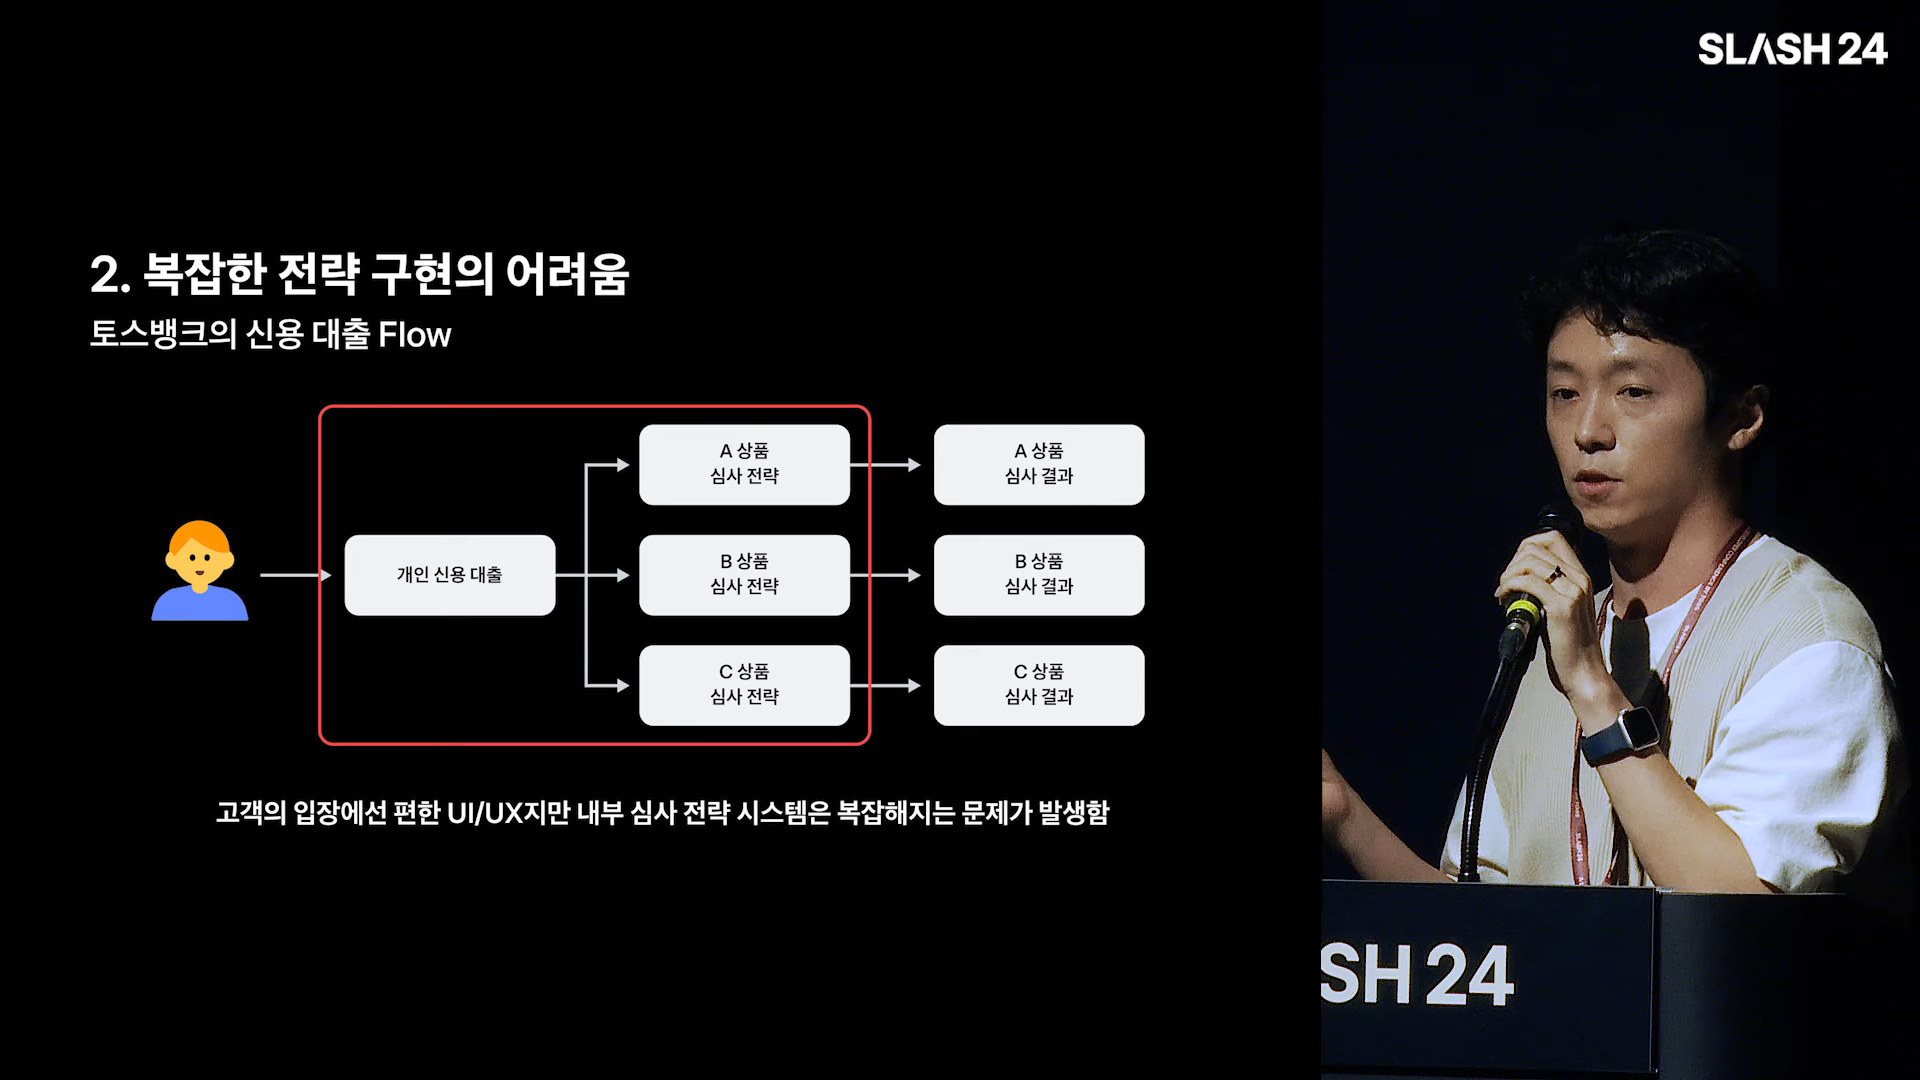 SLASH 24
2. 복잡한 전략 구현의 어려움
토스뱅크의 신용 대출 Flow
개인 신용 대출
A 상품
심사 전략
B 상품
심사 전략
C 상품
심사 전략
A 상품
심사 결과
B 상품
심사 결과
C 상품
심사 결과
고객의 입장에선 편한 UI/UX지만 내부 심사 전략 시스템은 복잡해지는 문제가 발생함
SH 24